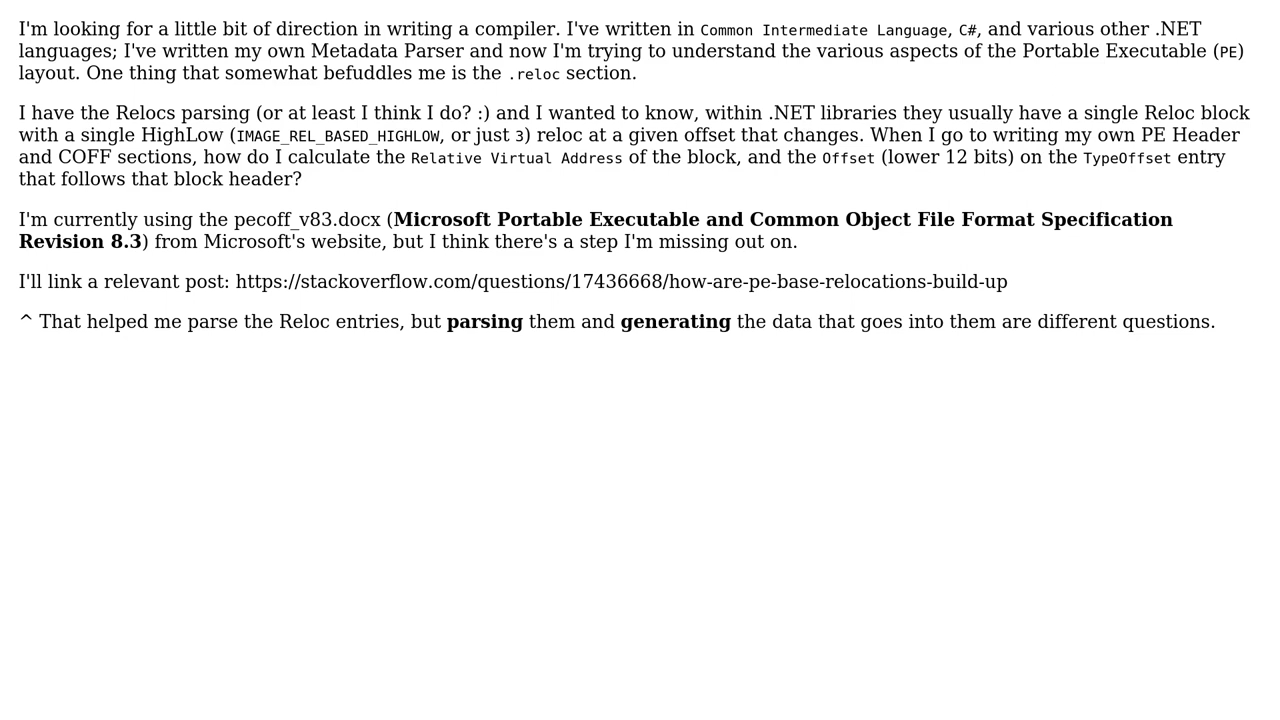 I'm looking for a little bit of direction in writing a compiler. I've written in Common Intermediate Language, C#, and various other .NET
languages; I've written my own Metadata Parser and now I'm trying to understand the various aspects of the Portable Executable (PE)
layout. One thing that somewhat befuddles me is the .reloc section.
I have the Relocs parsing (or at least I think I do? :) and I wanted to know, within .NET libraries they usually have a single Reloc block
with a single HighLow (IMAGE_REL_BASED_HIGHLOW, or just 3) reloc at a given offset that changes. When I go to writing my own PE Header
and COFF sections, how do I calculate the Relative Virtual Address of the block, and the Offset (lower 12 bits) on the TypeOffset entry
that follows that block header?
I'm currently using the pecoff_v83.docx (Microsoft Portable Executable and Common Object File Format Specification
Revision 8.3) from Microsoft's website, but I think there's a step I'm missing out on.
I'll link a relevant post: https://stackoverflow.com/questions/17436668/how-are-pe-base-relocations-build-up
^ That helped me parse the Reloc entries, but parsing them and generating the data that goes into them are different questions.